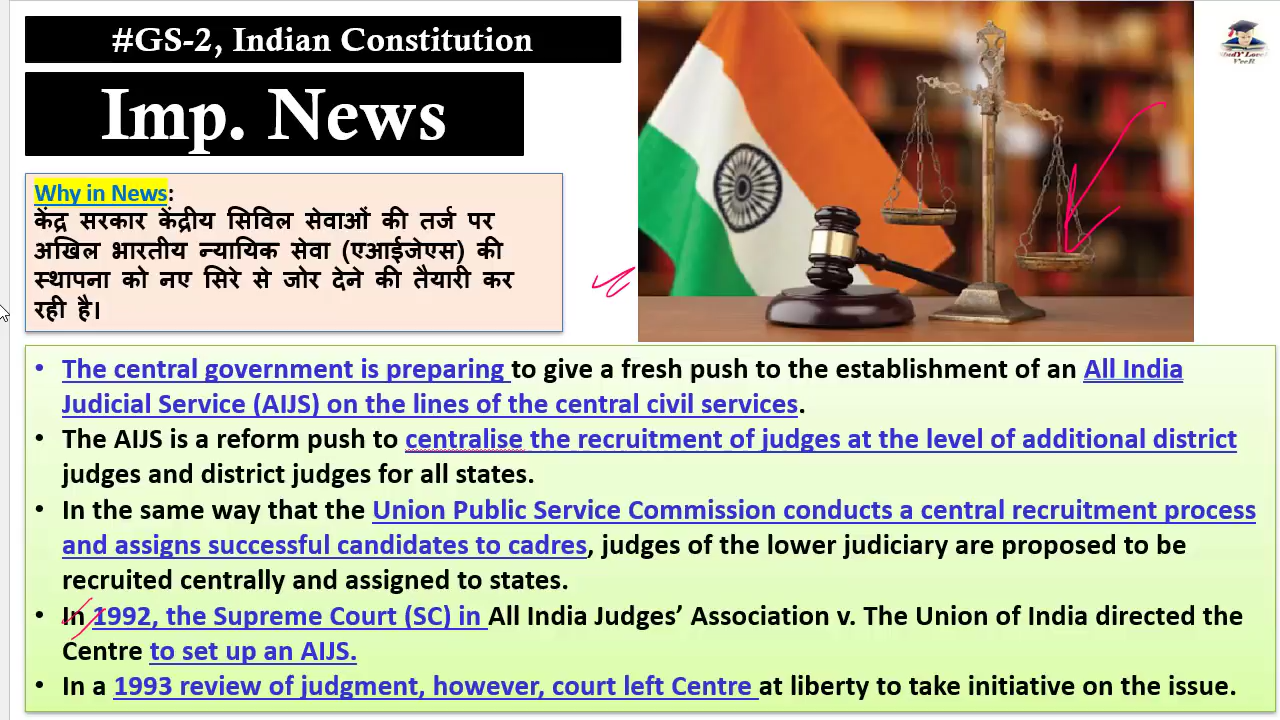 #GS-2, Indian Constitution
Imp. News
Why in News:
केंद्र सरकार केंद्रीय सिविल सेवाओं की तर्ज पर
अखिल भारतीय न्यायिक सेवा (एआईजेएस) की
स्थापना को नए सिरे से जोर देने की तैयारी कर
रही है।
• The central government is preparing to give a fresh push to the establishment of an All India
Judicial Service (AIJS) on the lines of the central civil services.
• The AIJS is a reform push to centralise the recruitment of judges at the level of additional district
judges and district judges for all states.
• In the same way that the Union Public Service Commission conducts a central recruitment process
and assigns successful candidates to cadres, judges of the lower judiciary are proposed to be
recruited centrally and assigned to states.
• In 1992, the Supreme Court (SC) in All India Judges’ Association v. The Union of India directed the
Centre to set up an AIJS.
• In a 1993 review of judgment, however, court left Centre at liberty to take initiative on the issue.